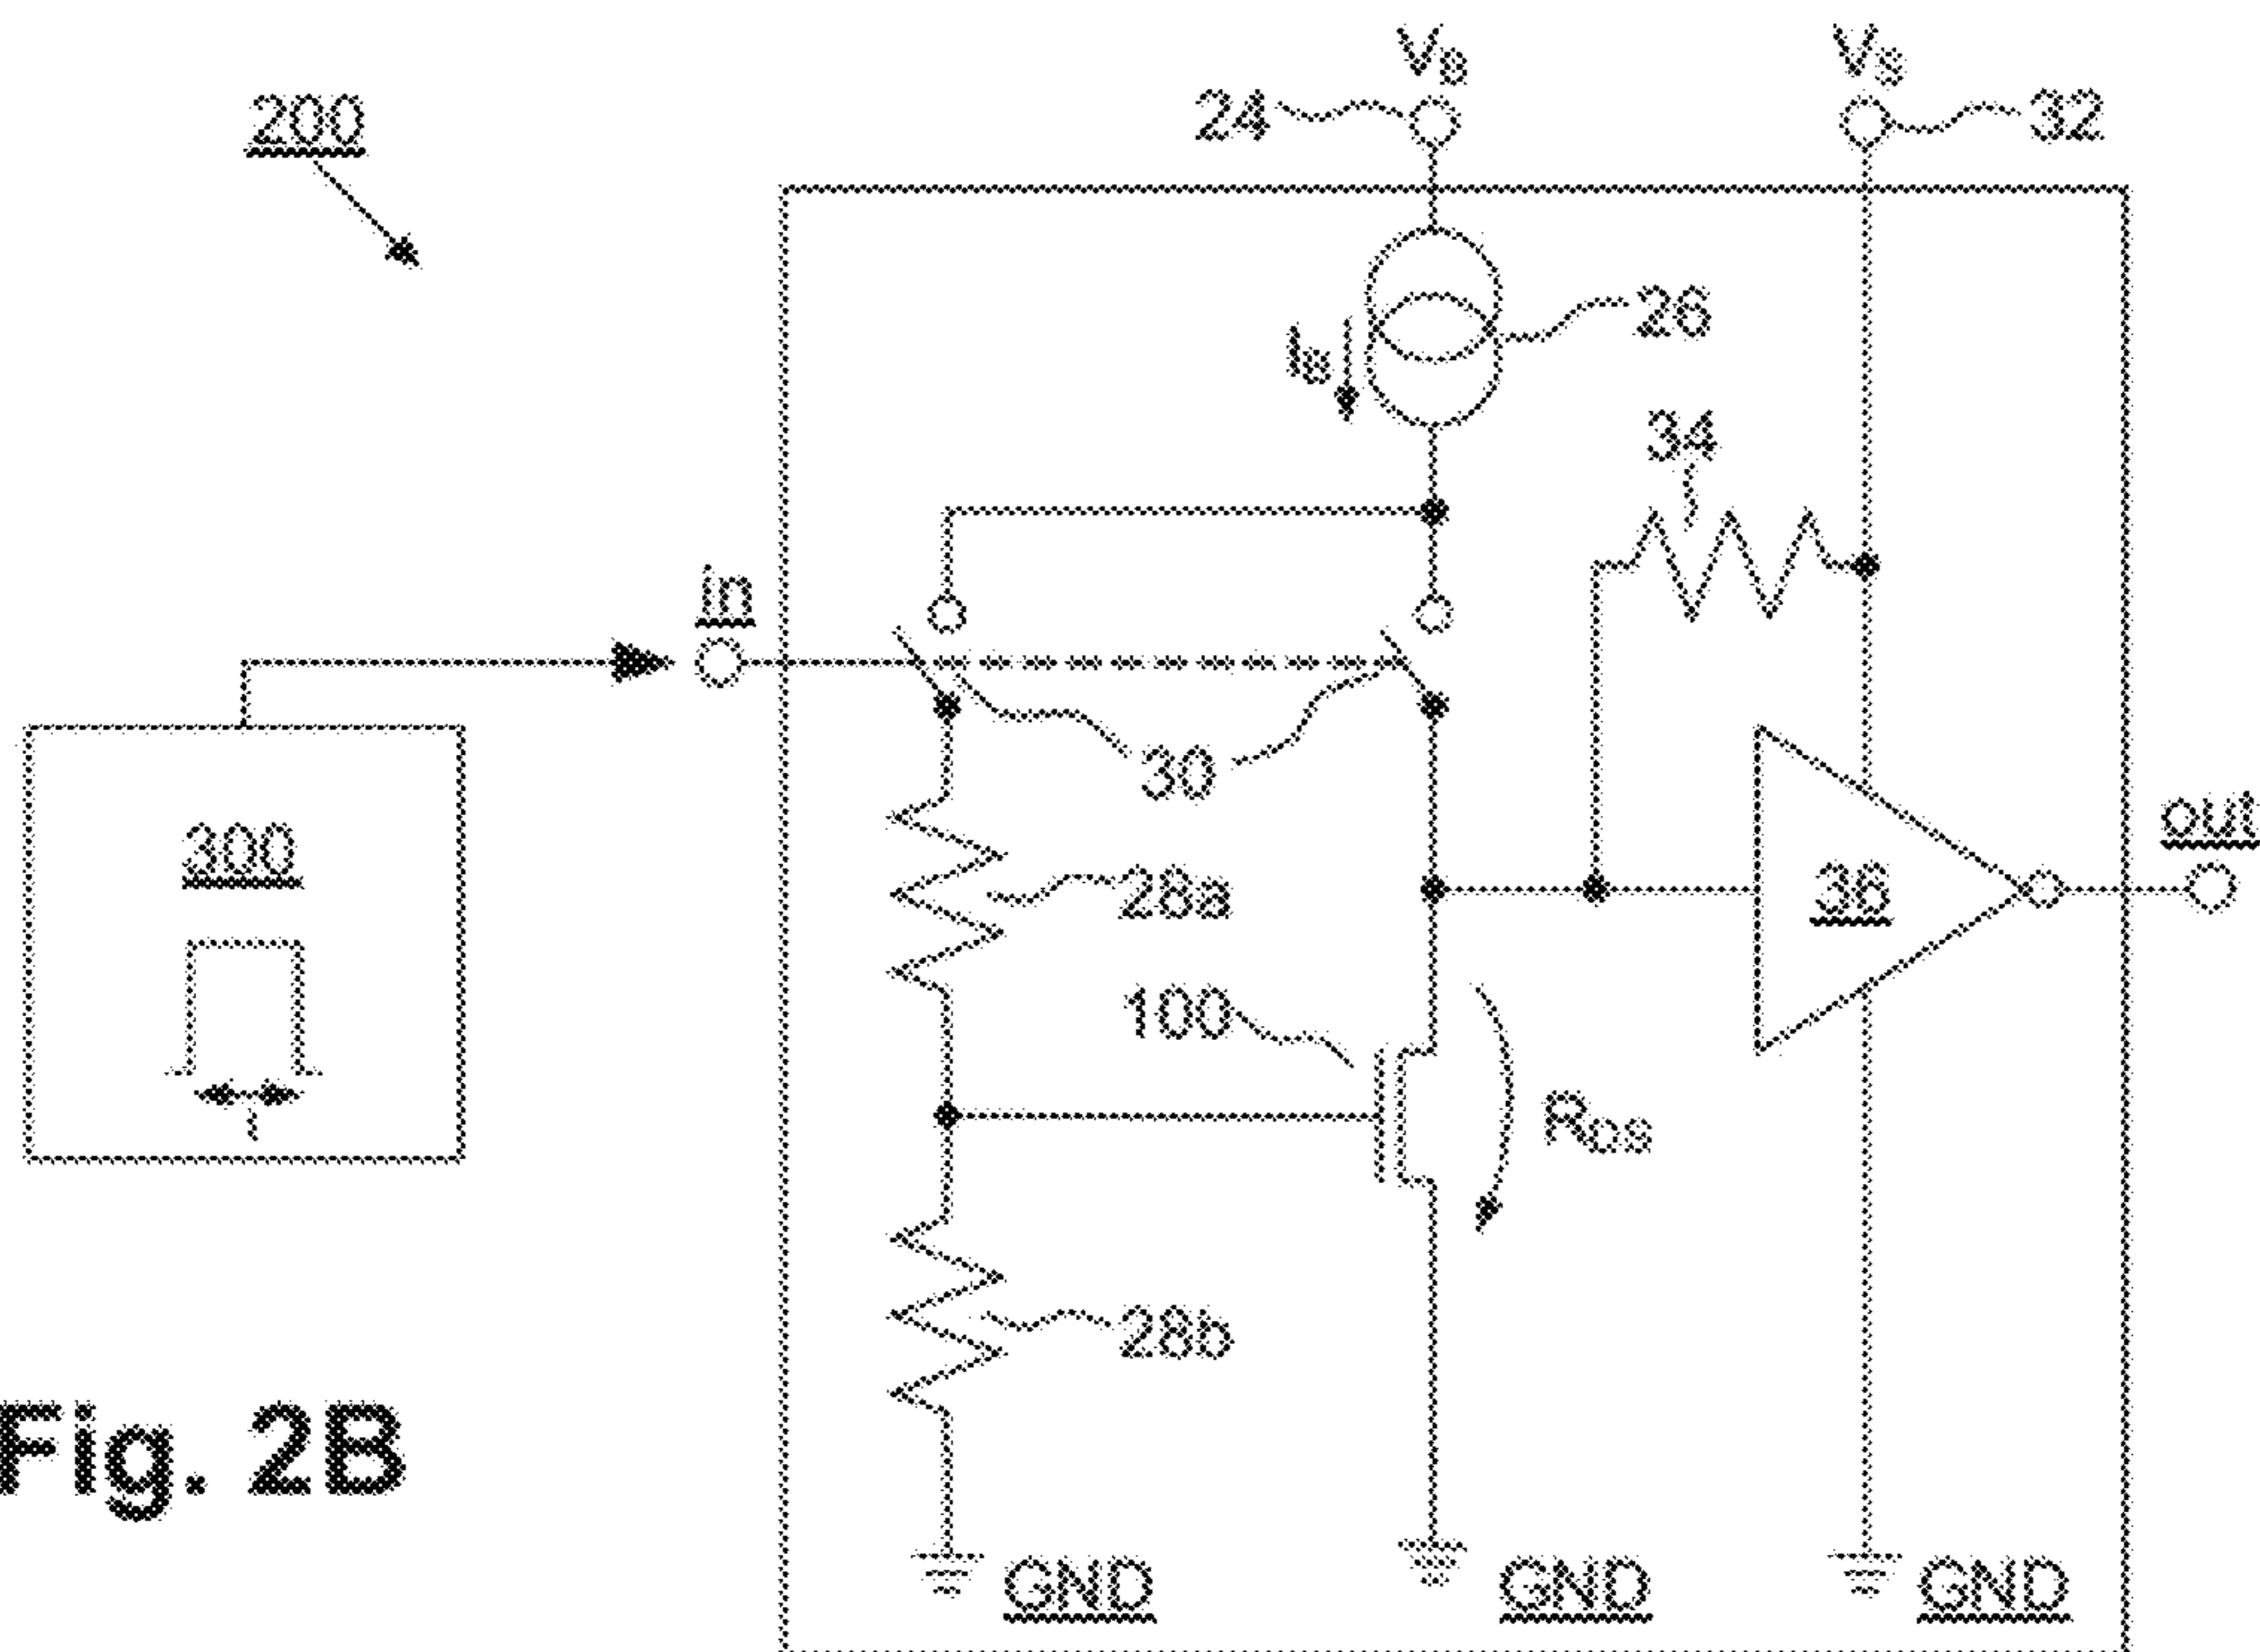 200
24
V_B
V_S
32
26
I_B
34
in
30
300
28a
36
out
100
R_DS
28b
Fig. 2B
GND
GND
GND